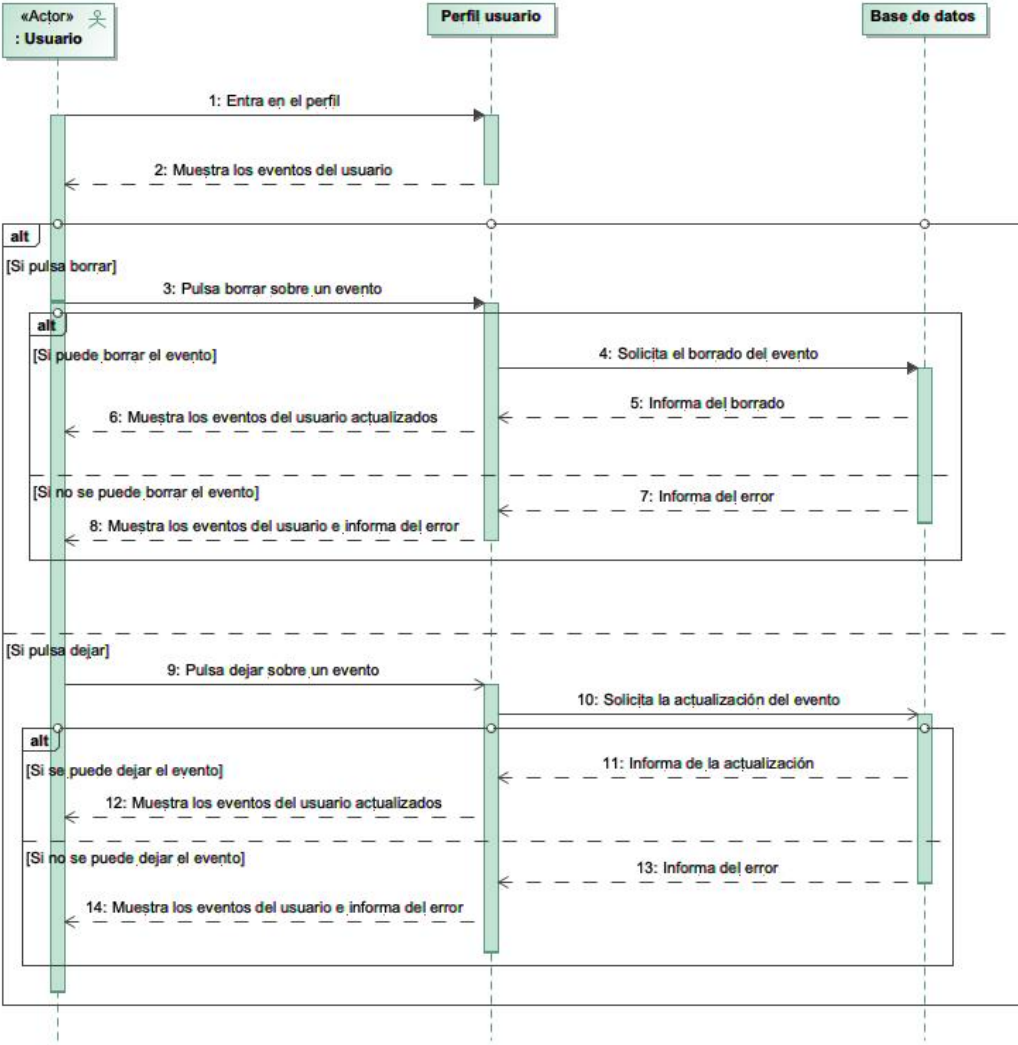 «Actor»
: Usuario
Perfil usuario
Base de datos
1: Entra en el perfil
2: Muestra los eventos del usuario
alt
[Si pulsa borrar]
3: Pulsa borrar sobre un evento
alt
[Si puede borrar el evento]
4: Solicita el borrado del evento
5: Informa del borrado
6: Muestra los eventos del usuario actualizados
[Si no se puede borrar el evento]
7: Informa del error
8: Muestra los eventos del usuario e informa del error
[Si pulsa dejar]
9: Pulsa dejar sobre un evento
10: Solicita la actualización del evento
alt
[Si se puede dejar el evento]
11: Informa de la actualización
12: Muestra los eventos del usuario actualizados
[Si no se puede dejar el evento]
13: Informa del error
14: Muestra los eventos del usuario e informa del error